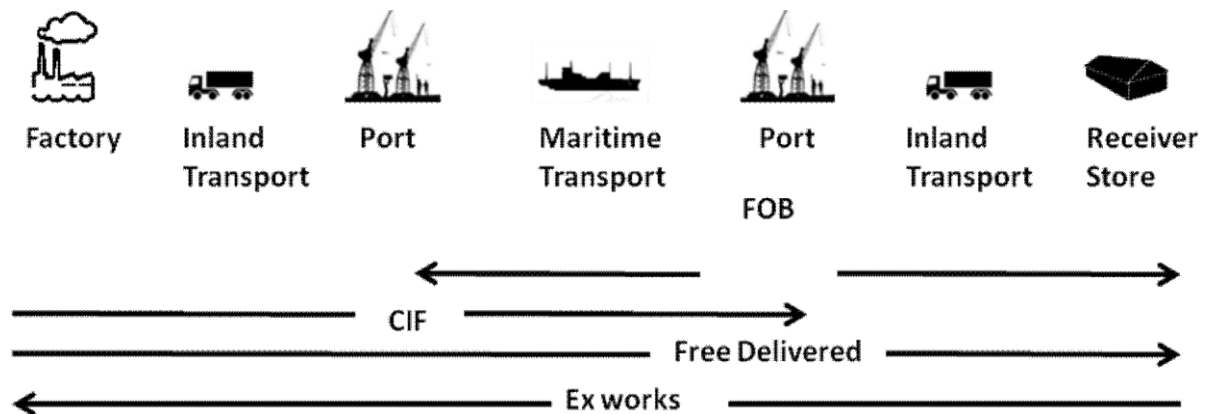 Factory
Inland
Transport
Port
Maritime
Transport
Port
Inland
Transport
Receiver
Store
FOB
CIF
Free Delivered
Ex works